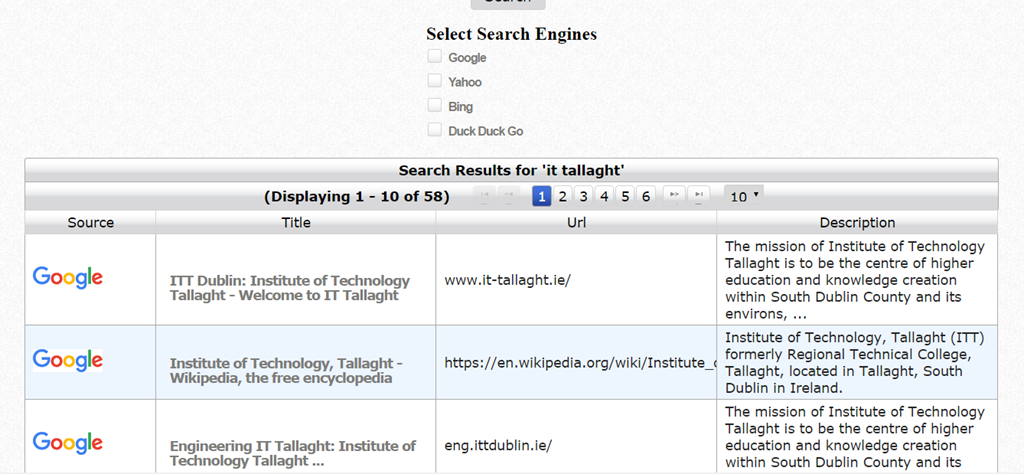 Search
Select Search Engines
Google
Yahoo
Bing
Duck Duck Go
Search Results for 'it tallaght'
(Displaying 1 - 10 of 58) 1 2 3 4 5 6 10
Source Title Url Description
Google
ITT Dublin: Institute of Technology
Tallaght - Welcome to IT Tallaght
www.it-tallaght.ie/
The mission of Institute of Technology
Tallaght is to be the centre of higher
education and knowledge creation
within South Dublin County and its
environs, ...
Google
Institute of Technology, Tallaght -
Wikipedia, the free encyclopedia
https://en.wikipedia.org/wiki/Institute_
Institute of Technology, Tallaght (ITT)
formerly Regional Technical College,
Tallaght, located in Tallaght, South
Dublin in Ireland.
Google
Engineering IT Tallaght: Institute of
Technology Tallaght ...
eng.ittdublin.ie/
The mission of Institute of Technology
Tallaght is to be the centre of higher
education and knowledge creation
within South Dublin County and its